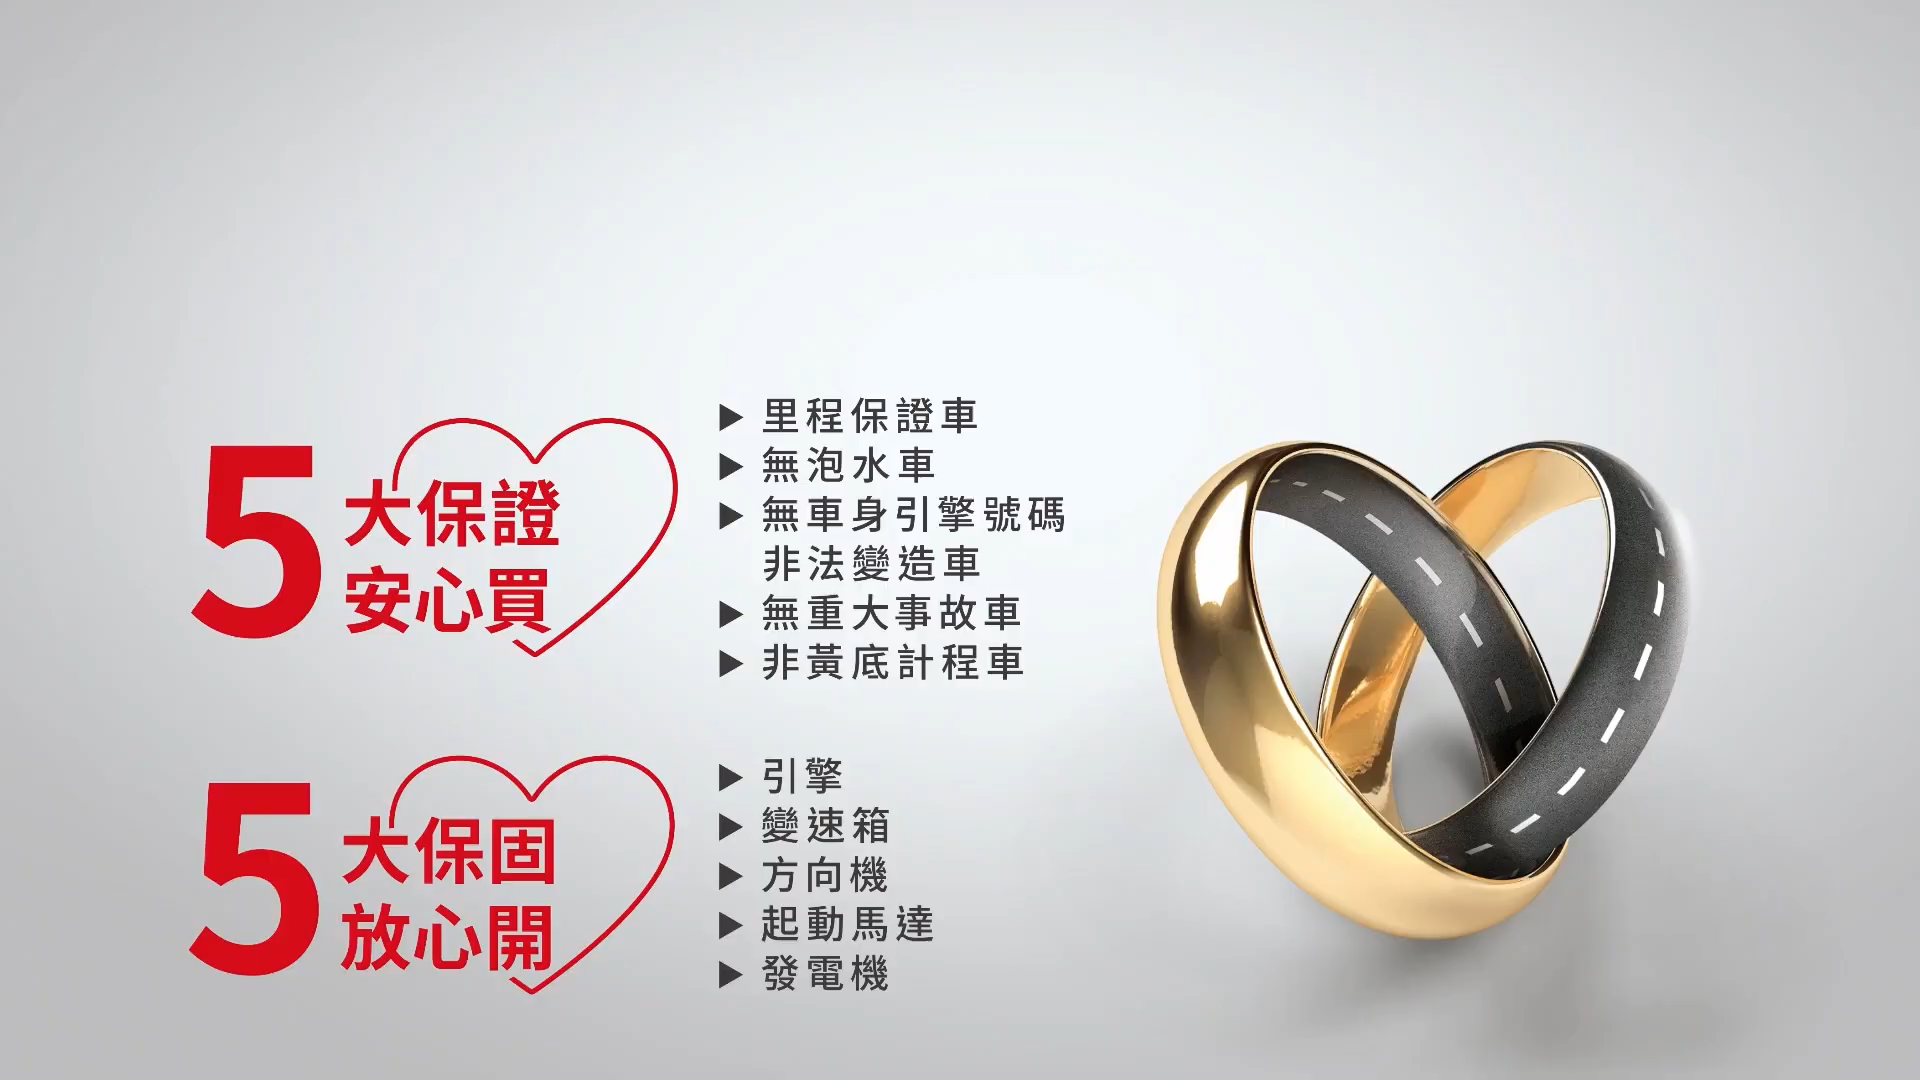 5大保證
安心買
▶ 里程保證車
▶ 無泡水車
▶ 無車身引擎號碼
非法變造車
▶ 無重大事故車
▶ 非黃底計程車
5大保固
放心開
▶ 引擎
▶ 變速箱
▶ 方向機
▶ 起動馬達
▶ 發電機